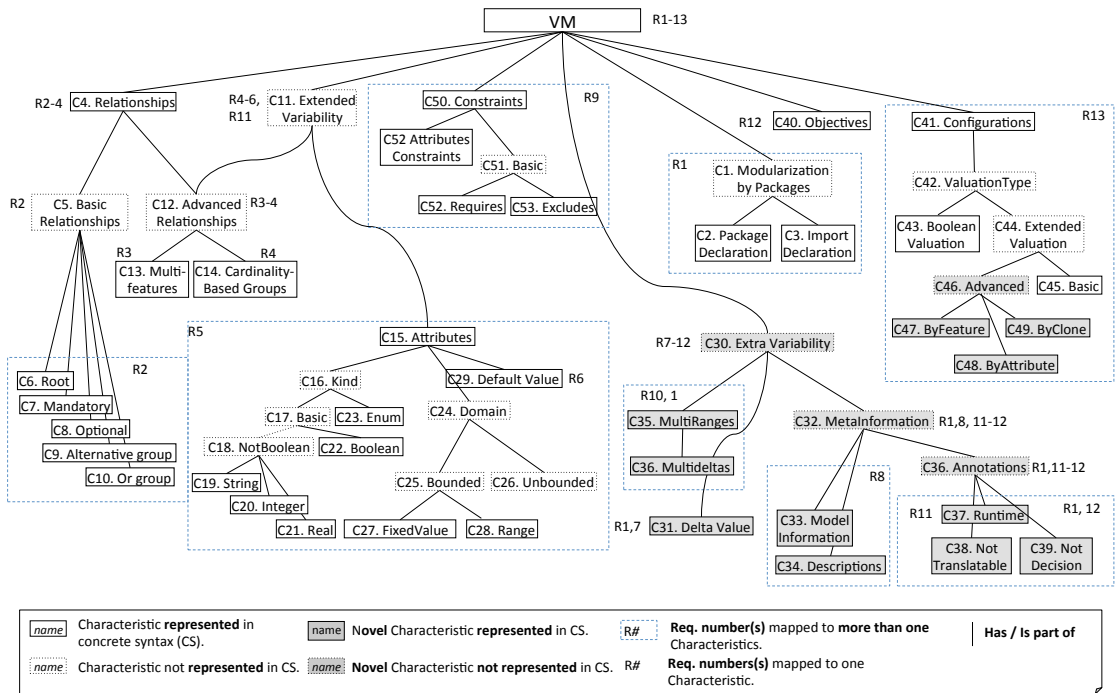 VM
R1-13
R2-4
C4. Relationships
R4-6,
R11
C11. Extended
Variability
C50. Constraints
R9
C52 Attributes
Constraints
C51. Basic
C52. Requires
C53. Excludes
R12
C40. Objectives
R1
C1. Modularization
by Packages
C2. Package
Declaration
C3. Import
Declaration
C41. Configurations
R13
C42. ValuationType
C43. Boolean
Valuation
C44. Extended
Valuation
C46. Advanced
C45. Basic
C47. ByFeature
C49. ByClone
C48. ByAttribute
R2
C5. Basic
Relationships
C12. Advanced
Relationships
R3-4
R3
R4
C13. Multi-
features
C14. Cardinality-
Based Groups
R2
C6. Root
C7. Mandatory
C8. Optional
C9. Alternative group
C10. Or group
R5
C15. Attributes
C16. Kind
C29. Default Value
R6
C17. Basic
C23. Enum
C24. Domain
C18. NotBoolean
C22. Boolean
C19. String
C20. Integer
C21. Real
C25. Bounded
C26. Unbounded
C27. FixedValue
C28. Range
R7-12
C30. Extra Variability
R10, 1
C35. MultiRanges
C36. Multideltas
R1,7
C31. Delta Value
C32. MetaInformation
R1,8, 11-12
R8
C33. Model
Information
C34. Descriptions
C36. Annotations
R1,11-12
R11
C37. Runtime
R1, 12
C38. Not
Translatable
C39. Not
Decision
name
Characteristic represented in
concrete syntax (CS).
name
Novel Characteristic represented in CS.
R#
Req. number(s) mapped to more than one
Characteristics.
Has / Is part of
name
Characteristic not represented in CS.
name
Novel Characteristic not represented in CS.
R#
Req. numbers(s) mapped to one
Characteristic.